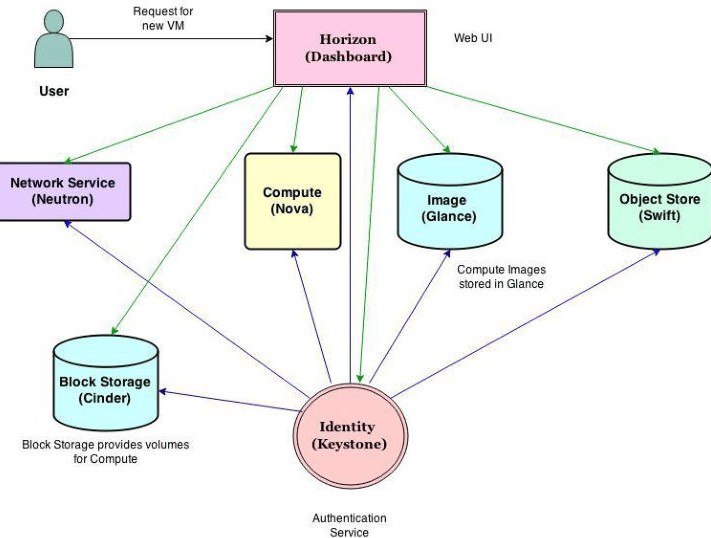 Request for
new VM
Horizon
(Dashboard)
Web UI
User
Network Service
(Neutron)
Compute
(Nova)
Image
(Glance)
Object Store
(Swift)
Compute Images
stored in Glance
Block Storage
(Cinder)
Block Storage provides volumes
for Compute
Identity
(Keystone)
Authentication
Service